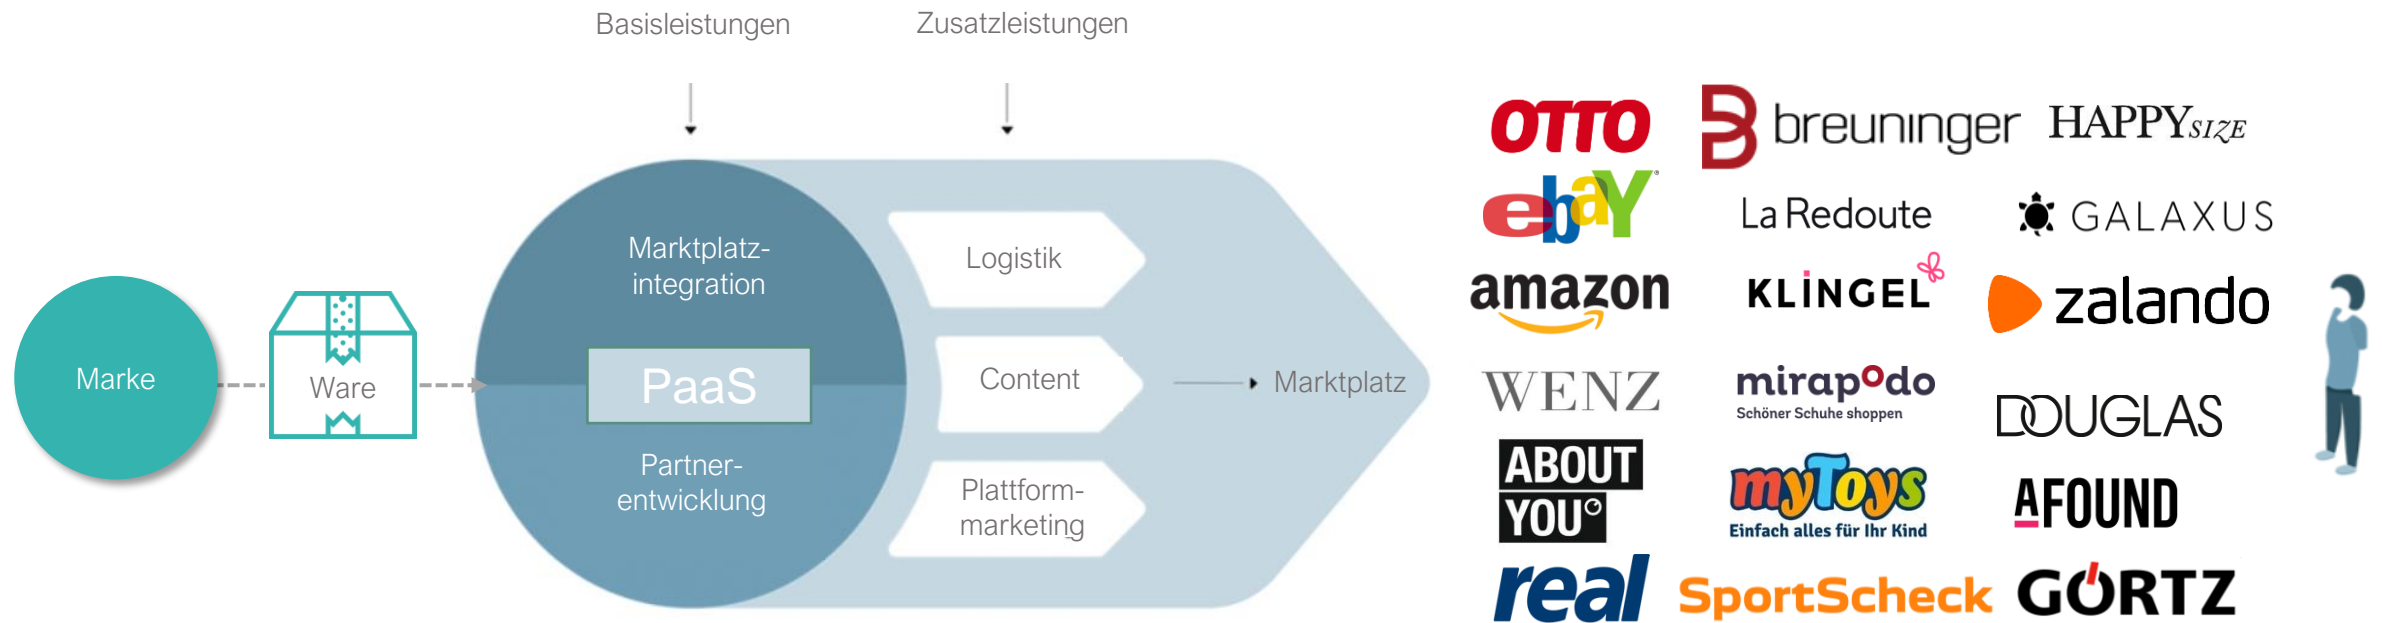 Basisleistungen
Zusatzleistungen
Marke
Ware
Marktplatz-
integration
PaaS
Partner-
entwicklung
Logistik
Content
Plattform-
marketing
Marktplatz
OTTO
breuninger
HAPPYSIZE
ebaY
La Redoute
GALAXUS
amazon
KLiNGEL
zalando
WENZ
mirapodo
Schöner Schuhe shoppen
DOUGLAS
ABOUT
YOU°
myToys
Einfach alles für Ihr Kind
AFOUND
real
SportScheck
GÖRTZ